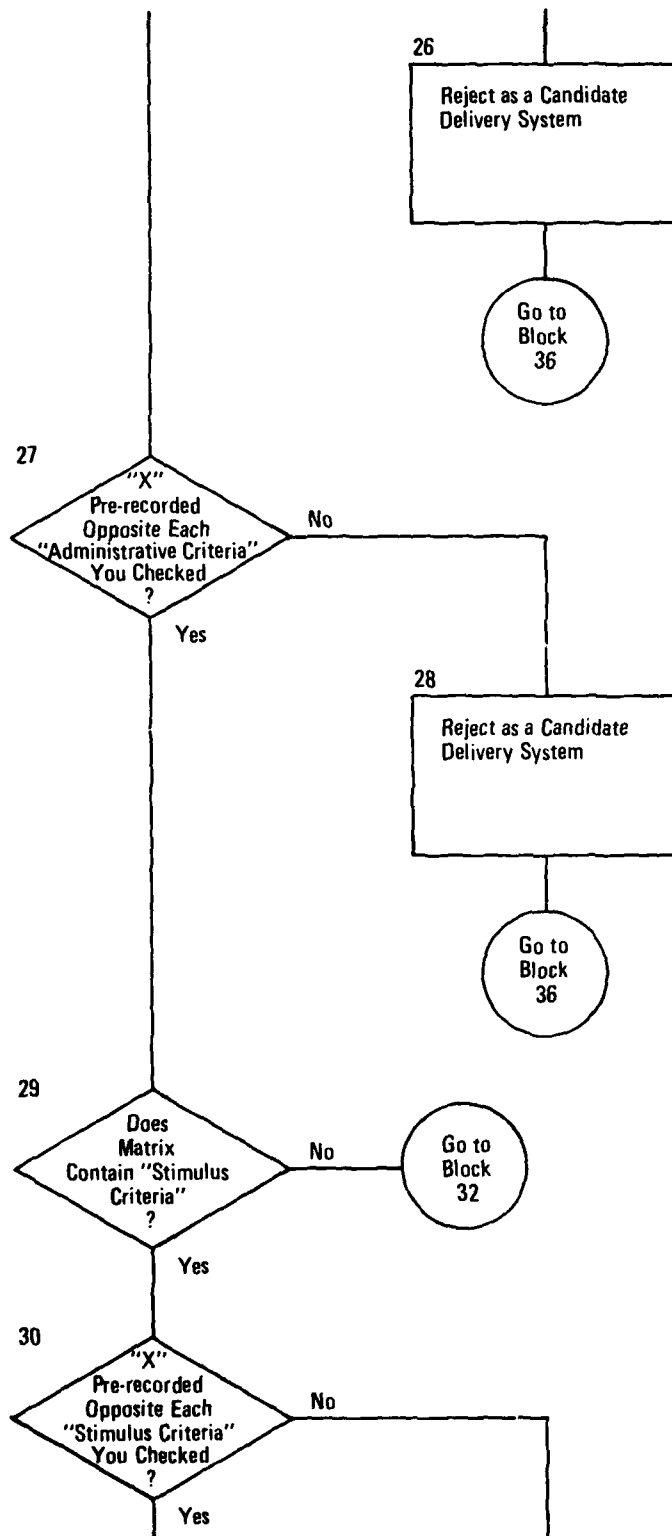 26
Reject as a Candidate
Delivery System
Go to
Block
36
27
"X"
Pre-recorded
Opposite Each
"Administrative Criteria"
You Checked
?
No
Yes
28
Reject as a Candidate
Delivery System
Go to
Block
36
29
Does
Matrix
Contain "Stimulus
Criteria"
?
No
Go to
Block
32
Yes
30
"X"
Pre-recorded
Opposite Each
"Stimulus Criteria"
You Checked
?
No
Yes